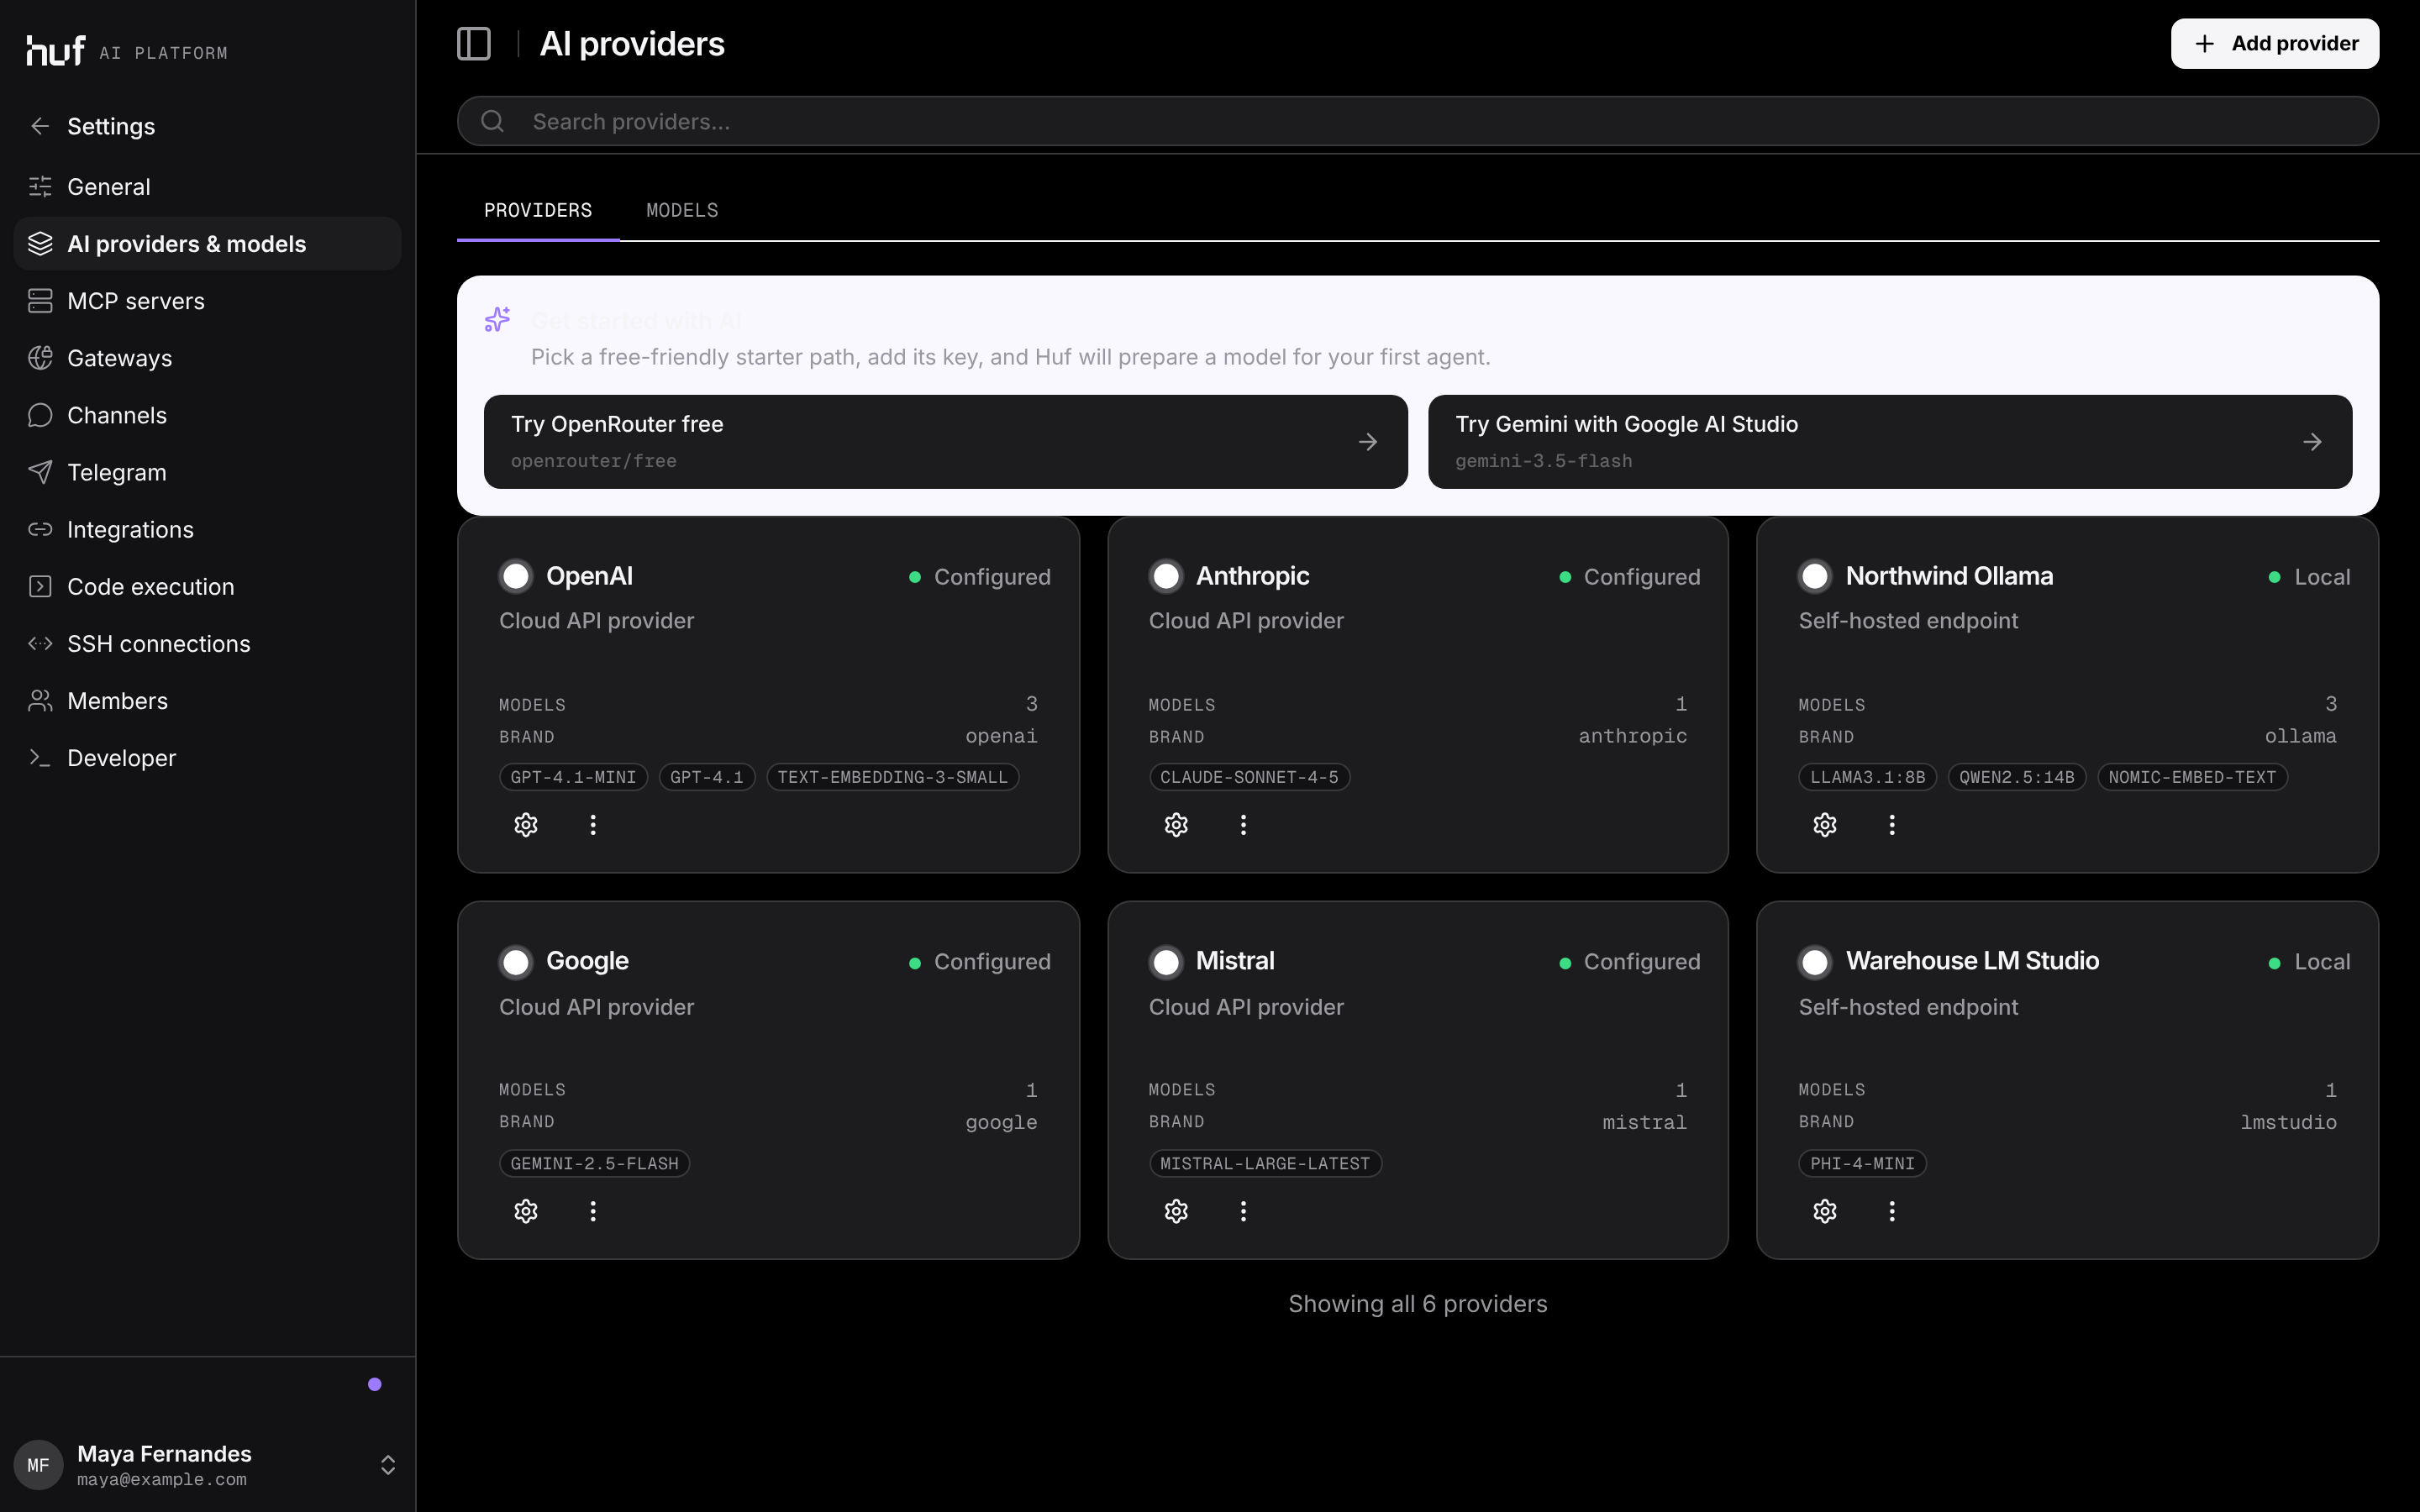 huf AI PLATFORM
Settings
General
AI providers & models
MCP servers
Gateways
Channels
Telegram
Integrations
Code execution
SSH connections
Members
Developer
MF
Maya Fernandes
maya@example.com
AI providers
Add provider
Search providers...
PROVIDERS MODELS
Get started with AI
Pick a free-friendly starter path, add its key, and Huf will prepare a model for your first agent.
Try OpenRouter free
openrouter/free
Try Gemini with Google AI Studio
gemini-3.5-flash
OpenAI Configured
Cloud API provider
MODELS 3
BRAND openai
GPT-4.1-MINI GPT-4.1 TEXT-EMBEDDING-3-SMALL
Anthropic Configured
Cloud API provider
MODELS 1
BRAND anthropic
CLAUDE-SONNET-4-5
Northwind Ollama Local
Self-hosted endpoint
MODELS 3
BRAND ollama
LLAMA3.1:8B QWEN2.5:14B NOMIC-EMBED-TEXT
Google Configured
Cloud API provider
MODELS 1
BRAND google
GEMINI-2.5-FLASH
Mistral Configured
Cloud API provider
MODELS 1
BRAND mistral
MISTRAL-LARGE-LATEST
Warehouse LM Studio Local
Self-hosted endpoint
MODELS 1
BRAND lmstudio
PHI-4-MINI
Showing all 6 providers